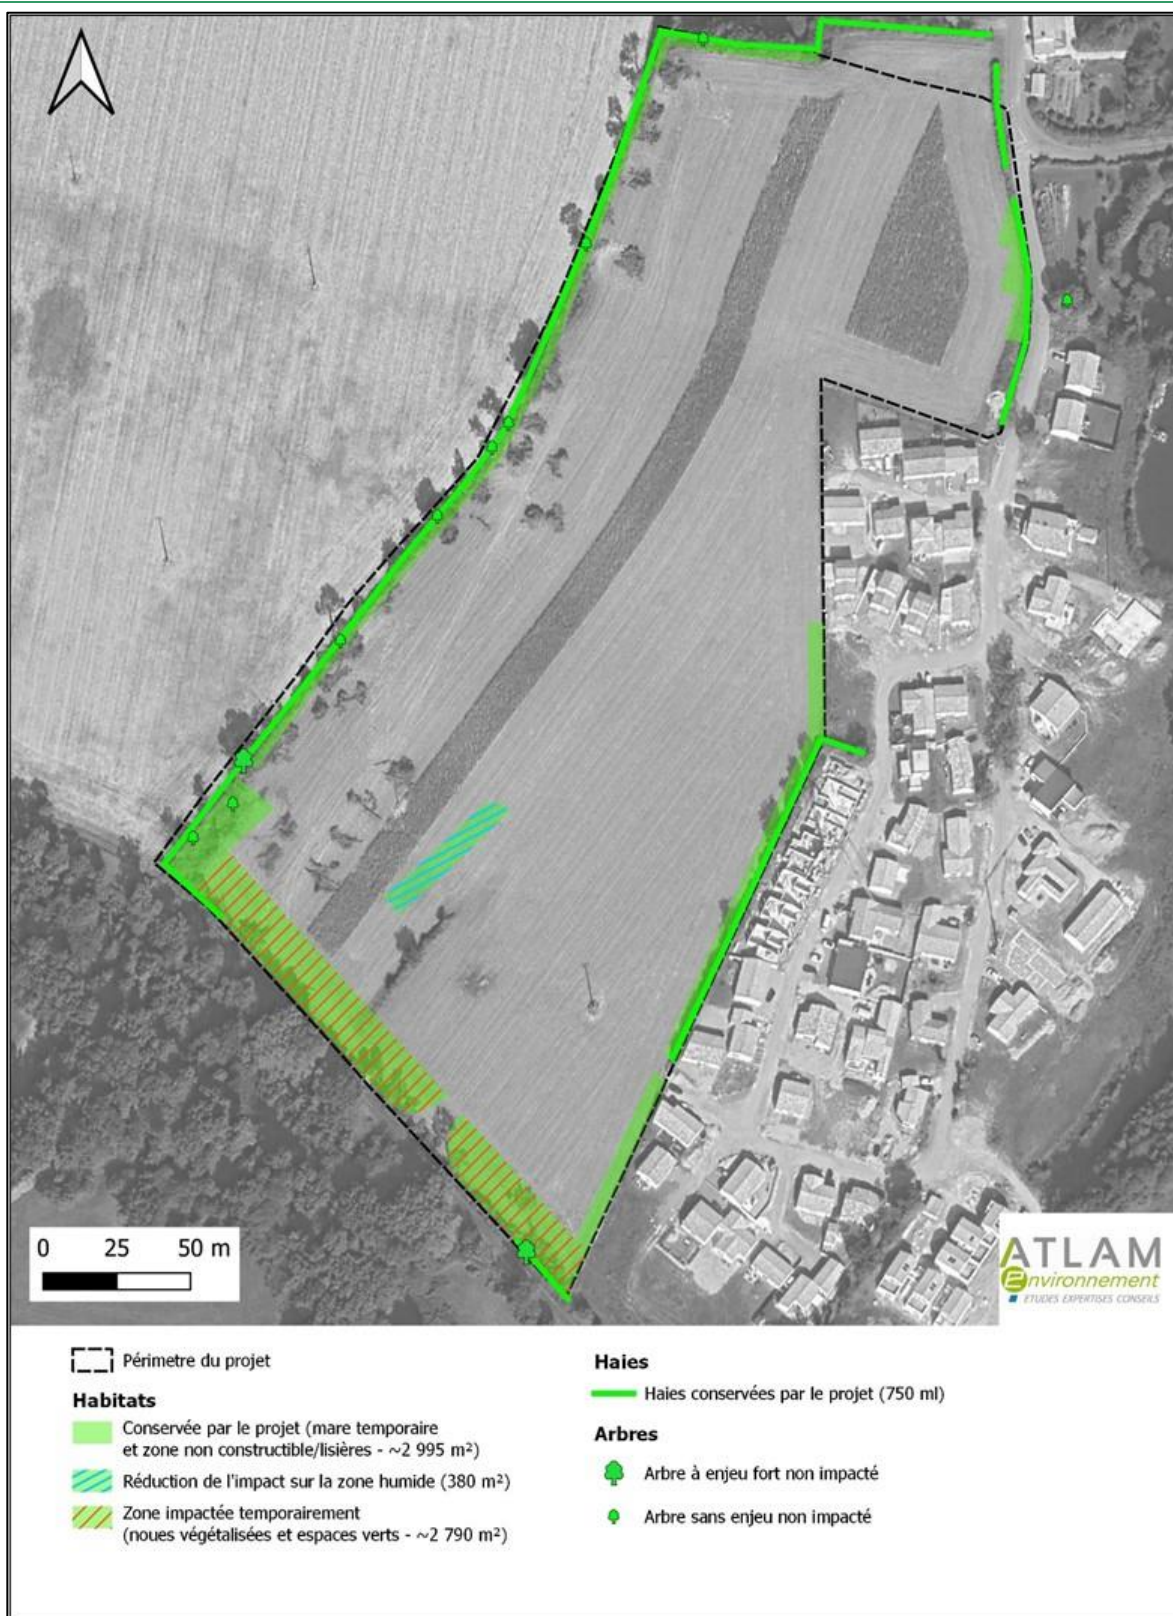 0 25 50 m
ATLAM
environnement
ETUDES EXPERTISES CONSEILS
Périmetre du projet
Habitats
Conservée par le projet (mare temporaire
et zone non constructible/lisières - ~2 995 m²)
Réduction de l'impact sur la zone humide (380 m²)
Zone impactée temporairement
(noues végétalisées et espaces verts - ~2 790 m²)
Haies
Haies conservées par le projet (750 ml)
Arbres
Arbre à enjeu fort non impacté
Arbre sans enjeu non impacté